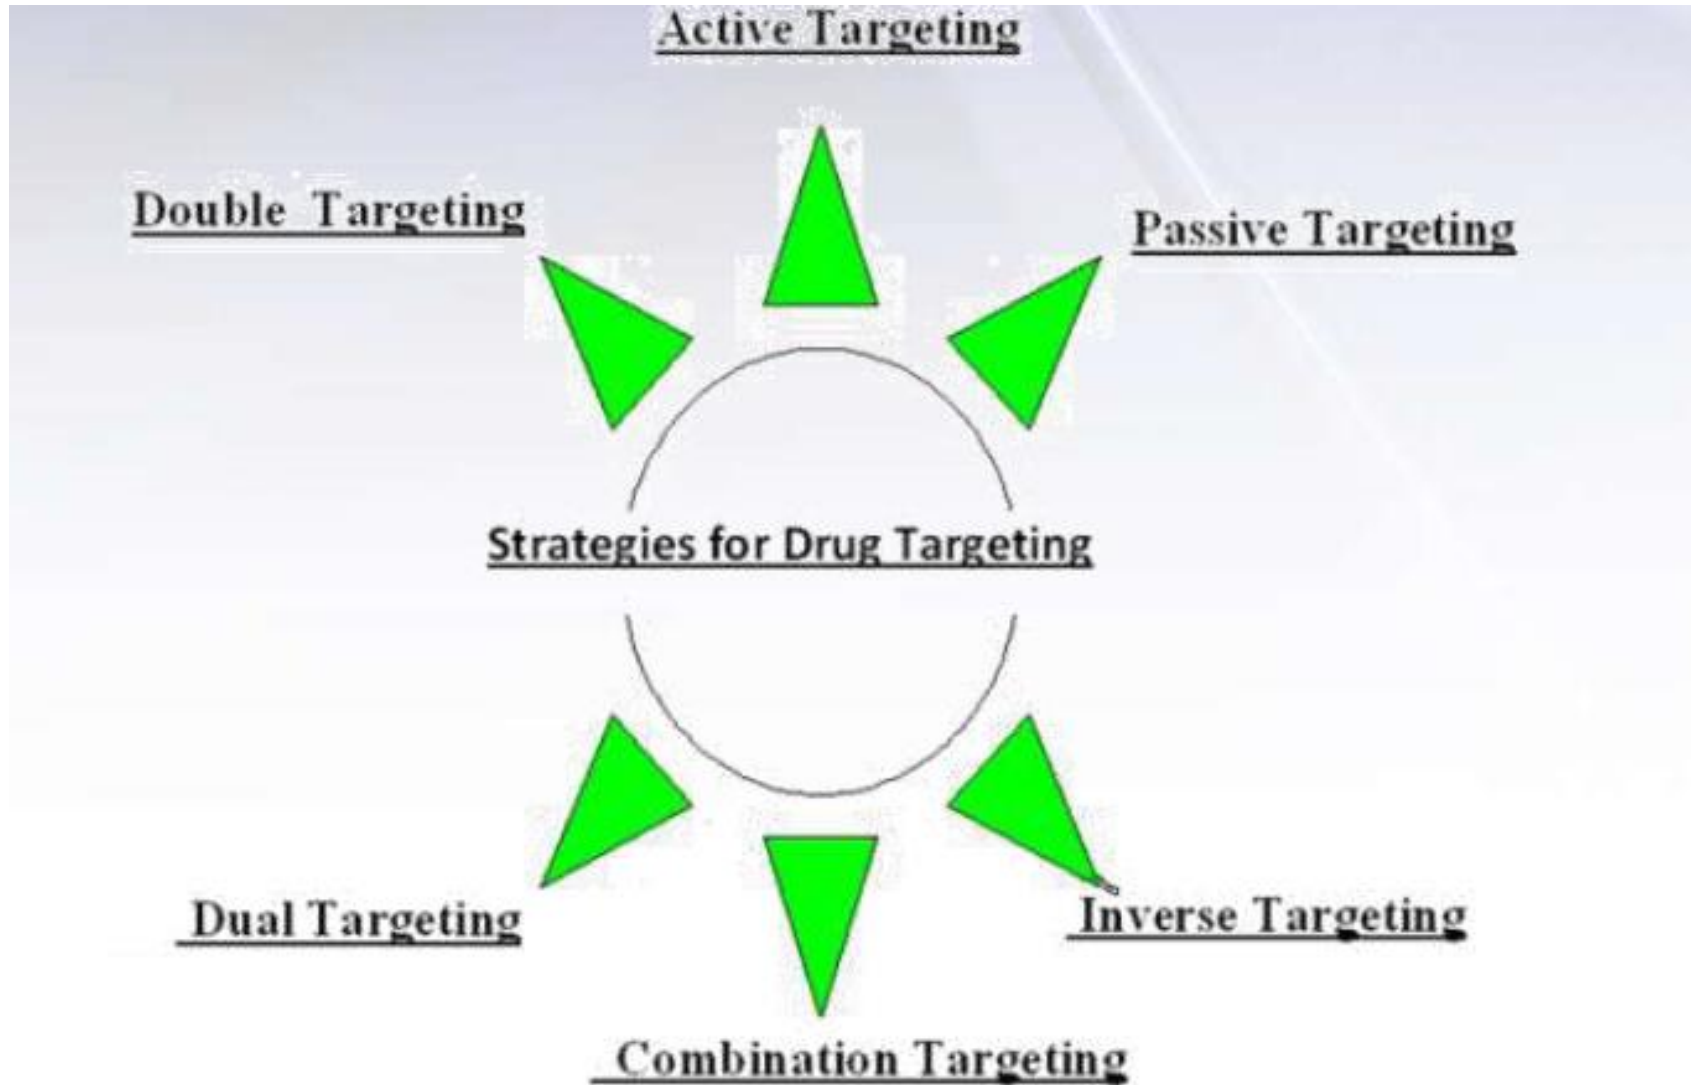 Active Targeting
Double Targeting
Passive Targeting
Strategies for Drug Targeting
Dual Targeting
Inverse Targeting
Combination Targeting